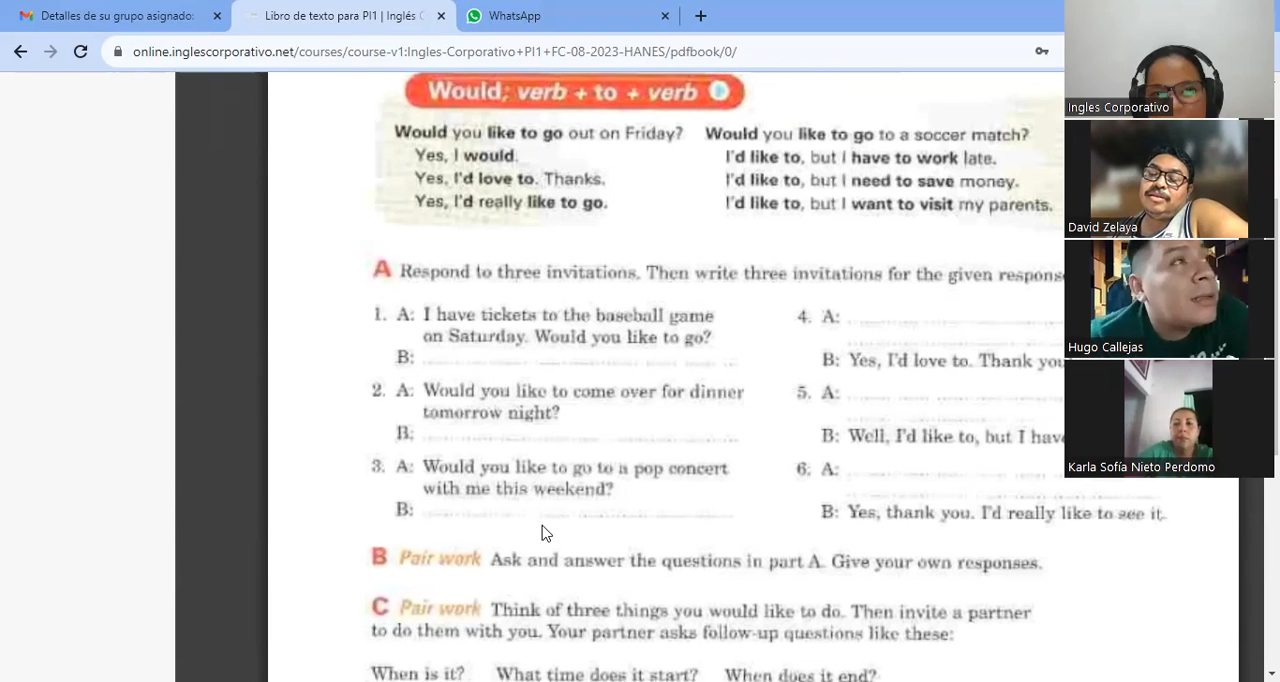 Detalles de su grupo asignado:
Libro de texto para PI1 | Inglés C
WhatsApp
online.inglescorporativo.net/courses/course-v1:Ingles-Corporativo+PI1+FC-08-2023-HANES/pdfbook/0/
Would; verb + to + verb
Would you like to go out on Friday?
Yes, I would.
Yes, I'd love to. Thanks.
Yes, I'd really like to go.
Would you like to go to a soccer match?
I'd like to, but I have to work late.
I'd like to, but I need to save money.
I'd like to, but I want to visit my parents.
A Respond to three invitations. Then write three invitations for the given respons
1. A: I have tickets to the baseball game
on Saturday. Would you like to go?
B:
2. A: Would you like to come over for dinner
tomorrow night?
B:
3. A: Would you like to go to a pop concert
with me this weekend?
B:
4. A:
B: Yes, I'd love to. Thank you
5. A:
B: Well, I'd like to, but I hav
6. A:
B: Yes, thank you. I'd really like to see it.
B Pair work Ask and answer the questions in part A. Give your own responses.
C Pair work Think of three things you would like to do. Then invite a partner
to do them with you. Your partner asks follow-up questions like these:
When is it? What time does it start? When does it end?
Ingles Corporativo
David Zelaya
Hugo Callejas
Karla Sofía Nieto Perdomo